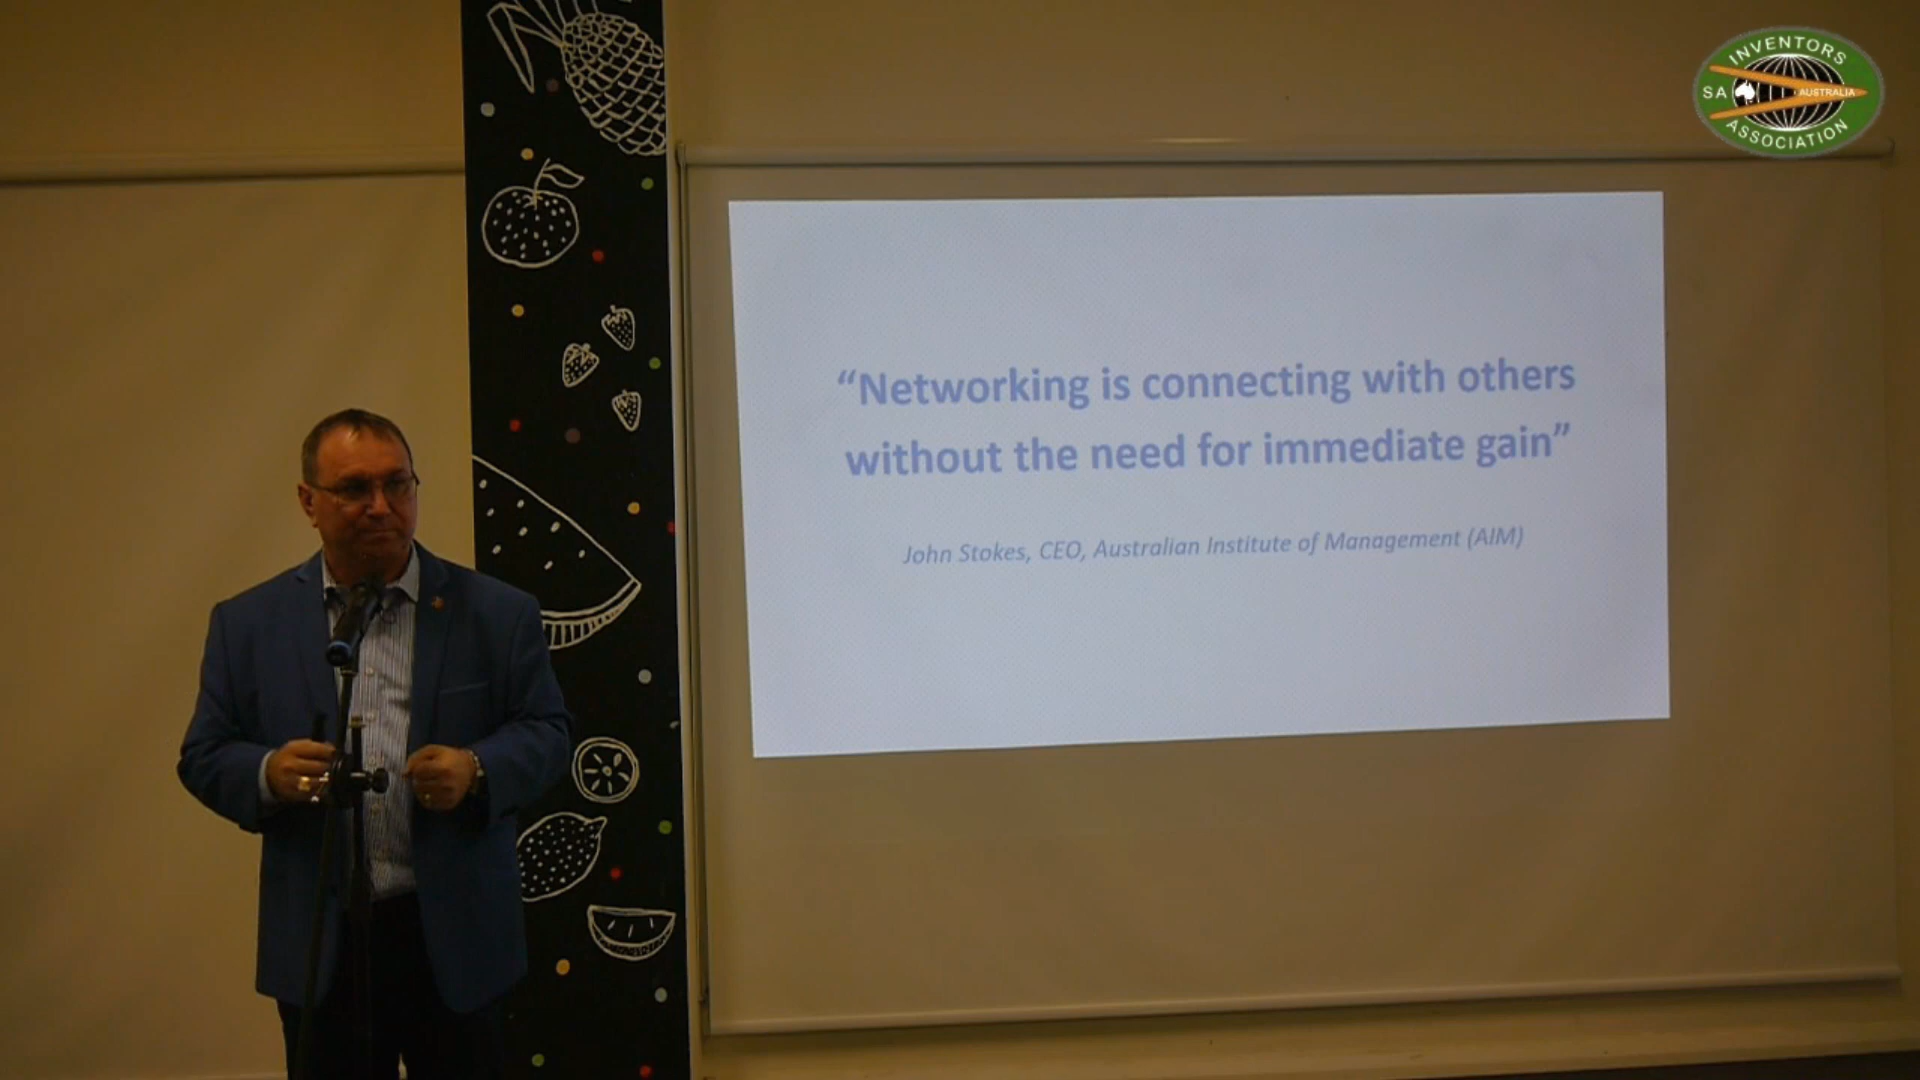 INVENTORS
SA AUSTRALIA
ASSOCIATION
“Networking is connecting with others
without the need for immediate gain”
John Stokes, CEO, Australian Institute of Management (AIM)